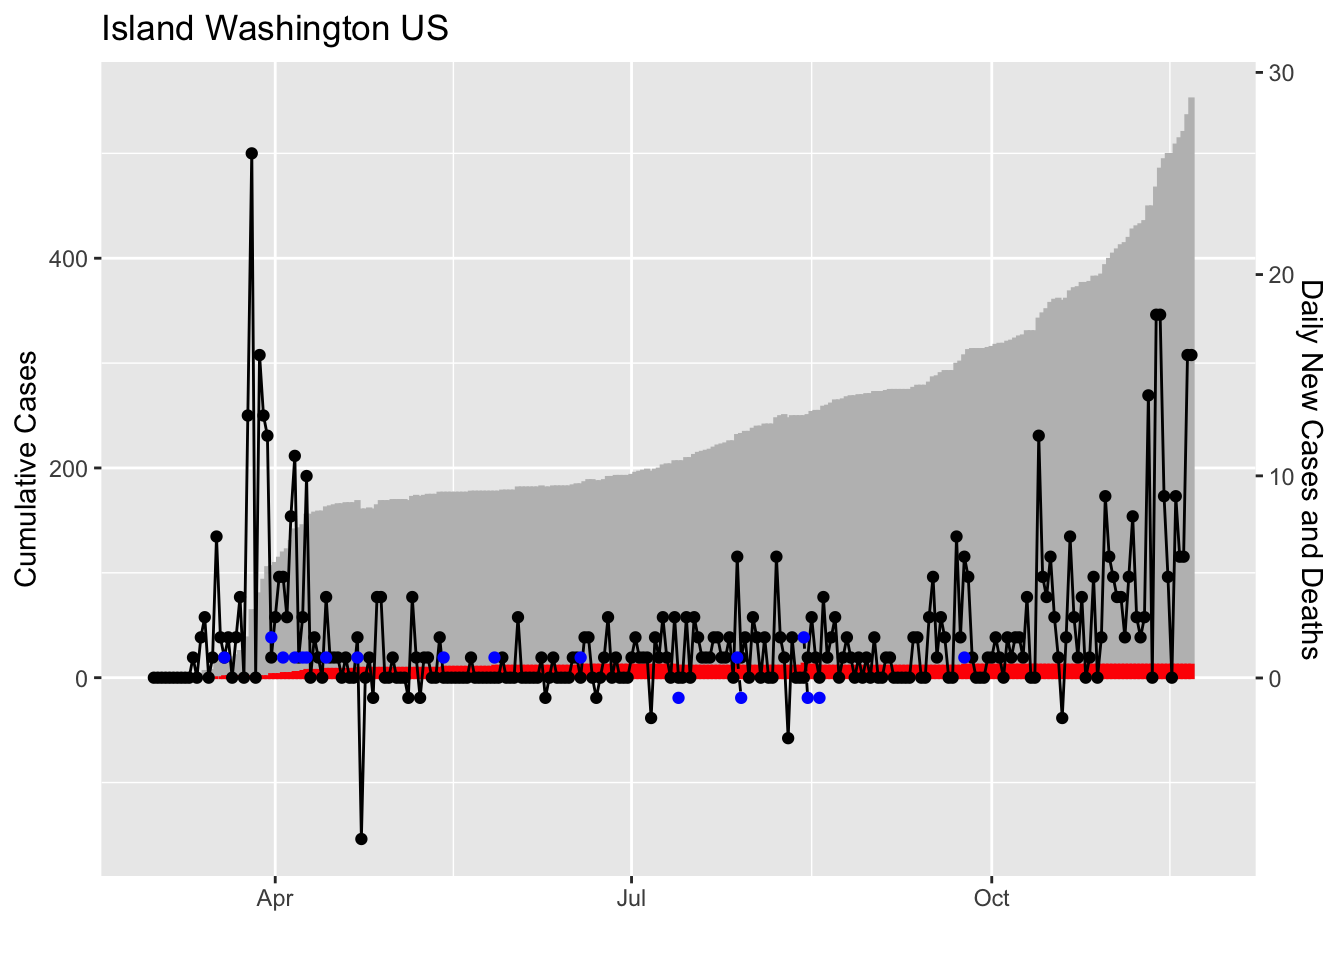 Island Washington US
Cumulative Cases
400
200
0
30
20
10
0
Daily New Cases and Deaths
Apr
Jul
Oct